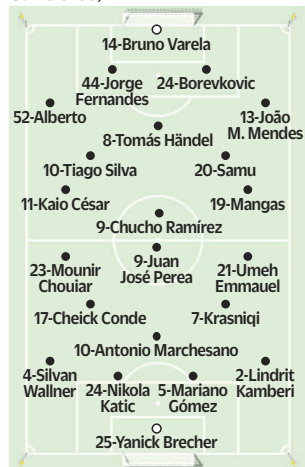 14-Bruno Varela
44-Jorge
Fernandes
24-Borevkovic
52-Alberto
13-João
M. Mendes
8-Tomás Händel
10-Tiago Silva
20-Samu
11-Kaio César
19-Mangas
9-Chucho Ramírez
9-Juan
José Perea
23-Mounir
Chouiar
21-Umeh
Emmauel
17-Cheick Conde
7-Krasniqi
10-Antonio Marchesano
4-Silvan
Wallner
24-Nikola
Katic
5-Mariano
Gómez
2-Lindrit
Kamberi
25-Yanick Brecher